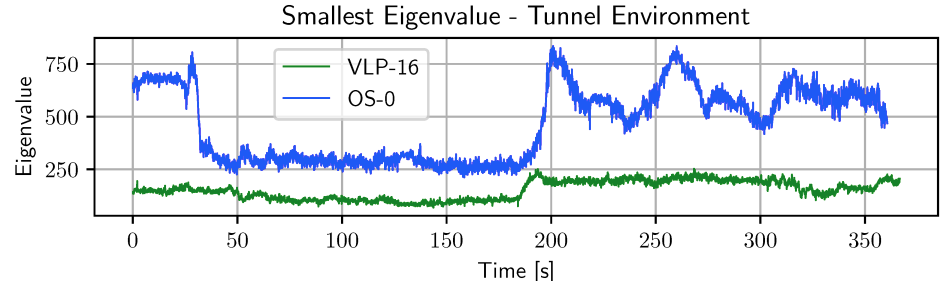 Smallest Eigenvalue - Tunnel Environment
Eigenvalue
750
500
250
VLP-16
OS-0
0 50 100 150 200 250 300 350
Time [s]